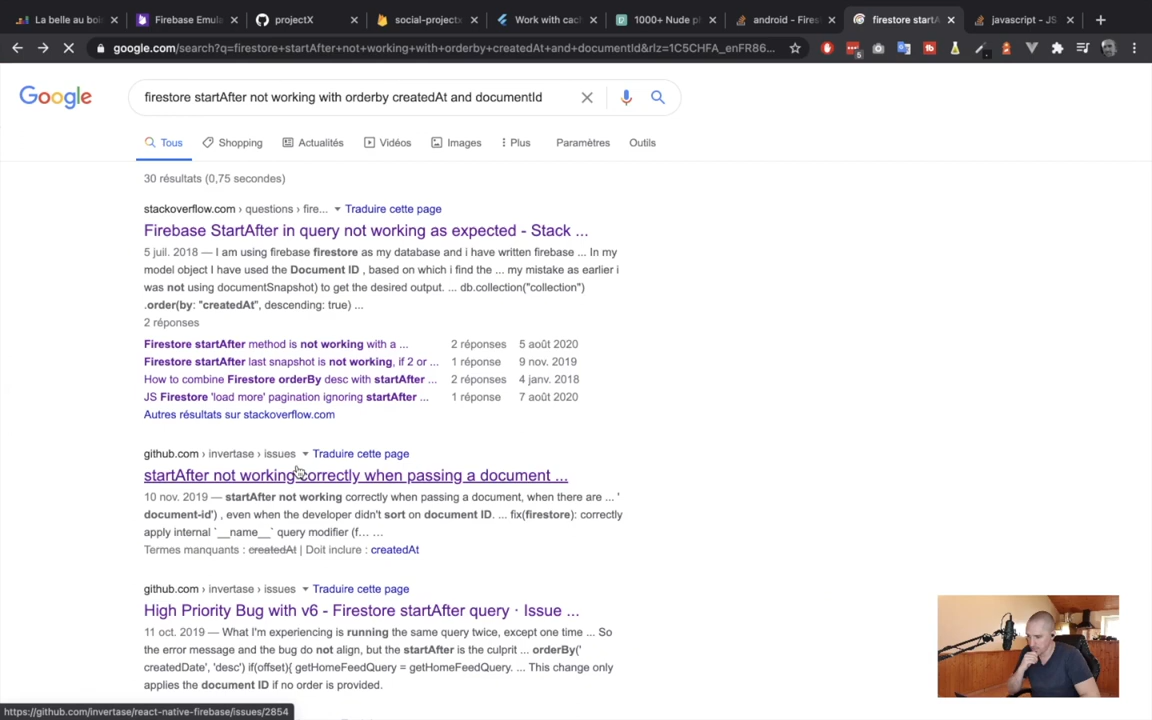 La belle au boi
Firebase Emul
projectX
social-projectx
Work with cach
1000+ Nude p
android - Fires
firestore startA
javascript - JS
google.com/search?q=firestore+startAfter+not+working+with+orderby+createdAt+and+documentId&rlz=1C5CHFA_enFR86...
5
Google
firestore startAfter not working with orderby createdAt and documentId
Tous
Shopping
Actualités
Vidéos
Images
Plus
Paramètres
Outils
30 résultats (0,75 secondes)
stackoverflow.com › questions › fire... Traduire cette page
Firebase StartAfter in query not working as expected - Stack ...
5 juil. 2018 — I am using firebase firestore as my database and i have written firebase ... In my
model object I have used the Document ID , based on which i find the ... my mistake as earlier i
was not using documentSnapshot) to get the desired output. ... db.collection("collection")
.order(by: "createdAt", descending: true) ...
2 réponses
Firestore startAfter method is not working with a ... 2 réponses 5 août 2020
Firestore startAfter last snapshot is not working, if 2 or ... 1 réponse 9 nov. 2019
How to combine Firestore orderBy desc with startAfter ... 2 réponses 4 janv. 2018
JS Firestore 'load more' pagination ignoring startAfter ... 1 réponse 7 août 2020
Autres résultats sur stackoverflow.com
github.com › invertase › issues Traduire cette page
startAfter not working correctly when passing a document ...
10 nov. 2019 — startAfter not working correctly when passing a document, when there are ... '
document-id') , even when the developer didn't sort on document ID. ... fix(firestore): correctly
apply internal `__name__` query modifier (f... ...
Termes manquants : createdAt | Doit inclure : createdAt
github.com › invertase › issues Traduire cette page
High Priority Bug with v6 - Firestore startAfter query · Issue ...
11 oct. 2019 — What I'm experiencing is running the same query twice, except one time ... So
the error message and the bug do not align, but the startAfter is the culprit ... orderBy(
'createdDate', 'desc') if(offset){ getHomeFeedQuery = getHomeFeedQuery. ... This change only
applies the document ID if no order is provided.
https://github.com/invertase/react-native-firebase/issues/2854